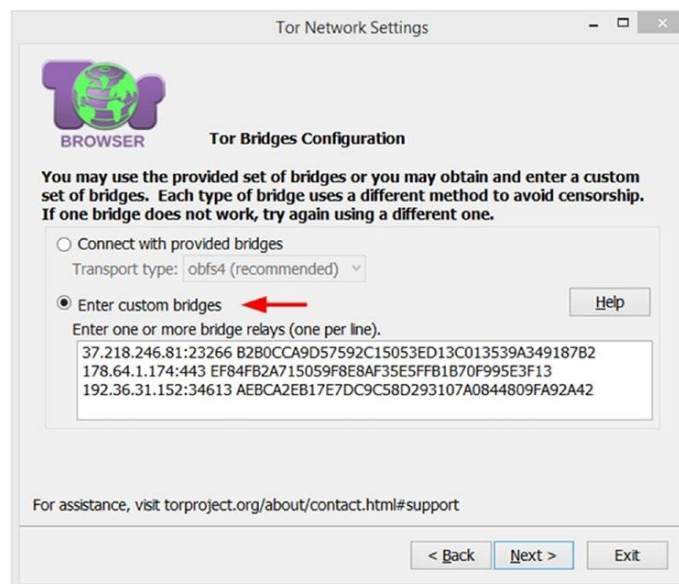 Tor Network Settings
Tor
BROWSER
Tor Bridges Configuration
You may use the provided set of bridges or you may obtain and enter a custom
set of bridges. Each type of bridge uses a different method to avoid censorship.
If one bridge does not work, try again using a different one.
Connect with provided bridges
Transport type: obfs4 (recommended)
Enter custom bridges
Help
Enter one or more bridge relays (one per line).
37.218.246.81:23266 B2B0CCA9D57592C15053ED13C013539A349187B2
178.64.1.174:443 EF84FB2A715059F8E8AF35E5FFB1B70F995E3F13
192.36.31.152:34613 AEBCA2EB17E7DC9C58D293107A0844809FA92A42
For assistance, visit torproject.org/about/contact.html#support
< Back Next > Exit